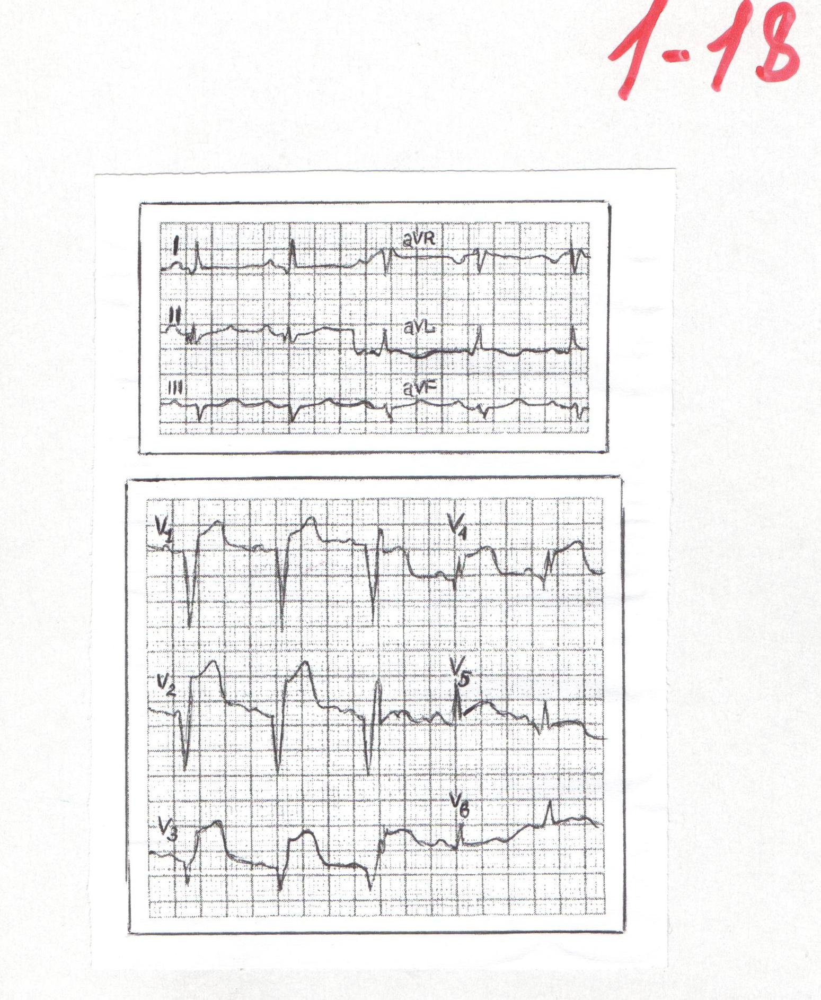 1-18
I aVR
II aVL
III aVF
V1 V4
V2 V5
V3 V6